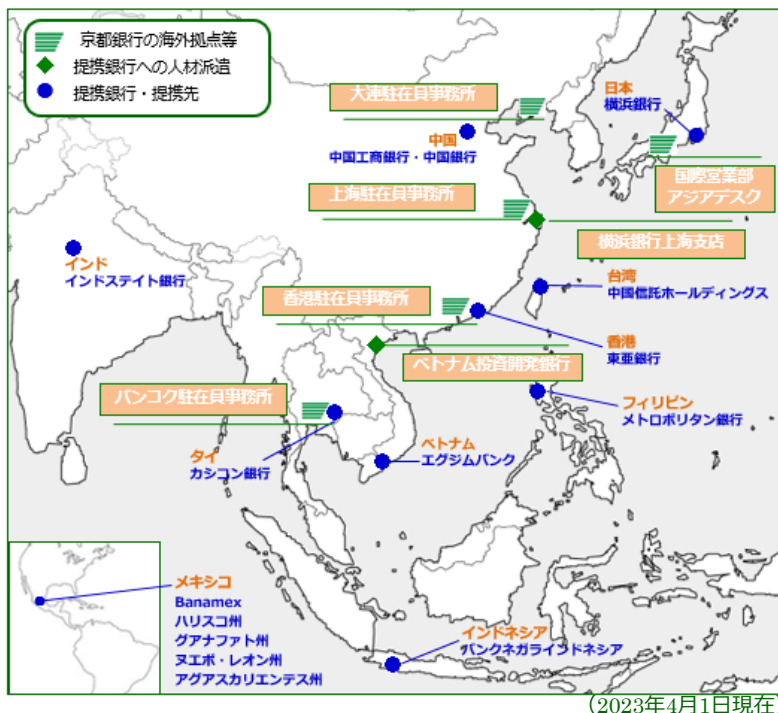 京都銀行の海外拠点等
提携銀行への人材派遣
提携銀行・提携先
大連駐在員事務所
日本
横浜銀行
中国
中国工商銀行・中国銀行
国際営業部
アジアデスク
上海駐在員事務所
横浜銀行上海支店
インド
インドステイト銀行
台湾
中国信託ホールディングス
香港駐在員事務所
香港
東亜銀行
ベトナム投資開発銀行
バンコク駐在員事務所
フィリピン
メトロポリタン銀行
タイ
カシコン銀行
ベトナム
エグジムバンク
メキシコ
Banamex
ハリスコ州
グアナファト州
ヌエボ・レオン州
アグアスカリエンテス州
インドネシア
バンクネガラインドネシア
(2023年4月1日現在)